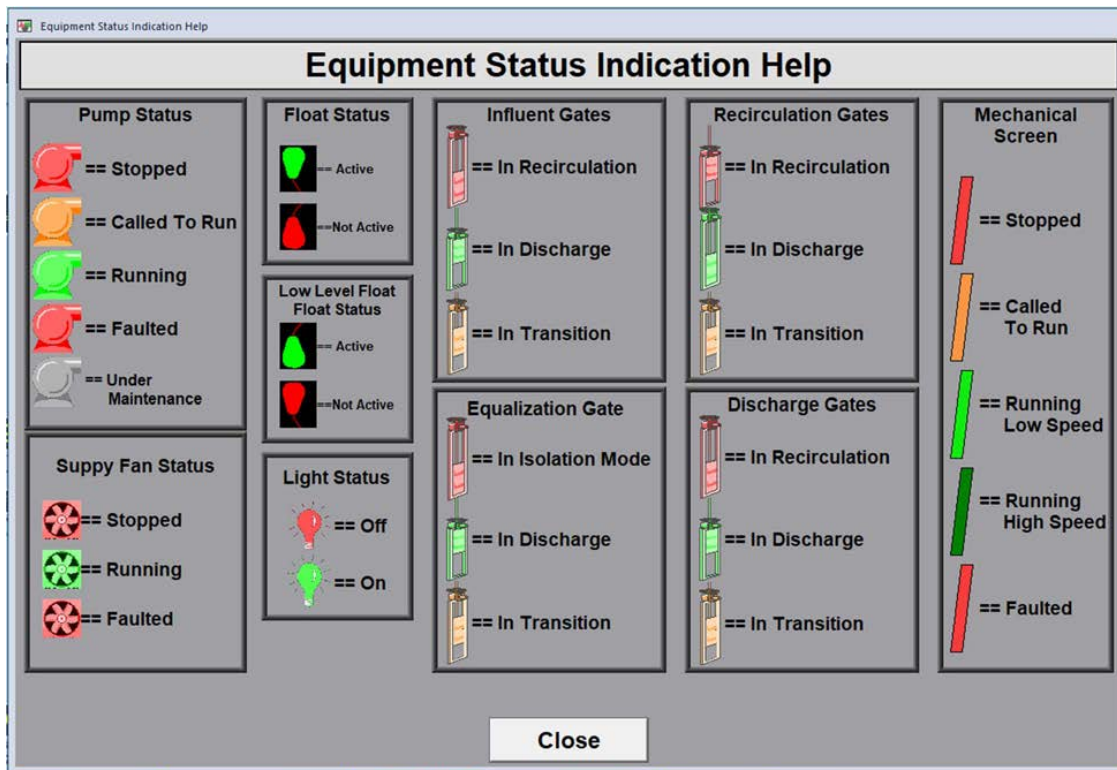 Equipment Status Indication Help
Equipment Status Indication Help
Pump Status
== Stopped
== Called To Run
== Running
== Faulted
== Under
Maintenance
Suppy Fan Status
== Stopped
== Running
== Faulted
Float Status
== Active
==Not Active
Low Level Float
Float Status
== Active
==Not Active
Light Status
== Off
== On
Influent Gates
== In Recirculation
== In Discharge
== In Transition
Equalization Gate
== In Isolation Mode
== In Discharge
== In Transition
Recirculation Gates
== In Recirculation
== In Discharge
== In Transition
Discharge Gates
== In Recirculation
== In Discharge
== In Transition
Mechanical
Screen
== Stopped
== Called
To Run
== Running
Low Speed
== Running
High Speed
== Faulted
Close